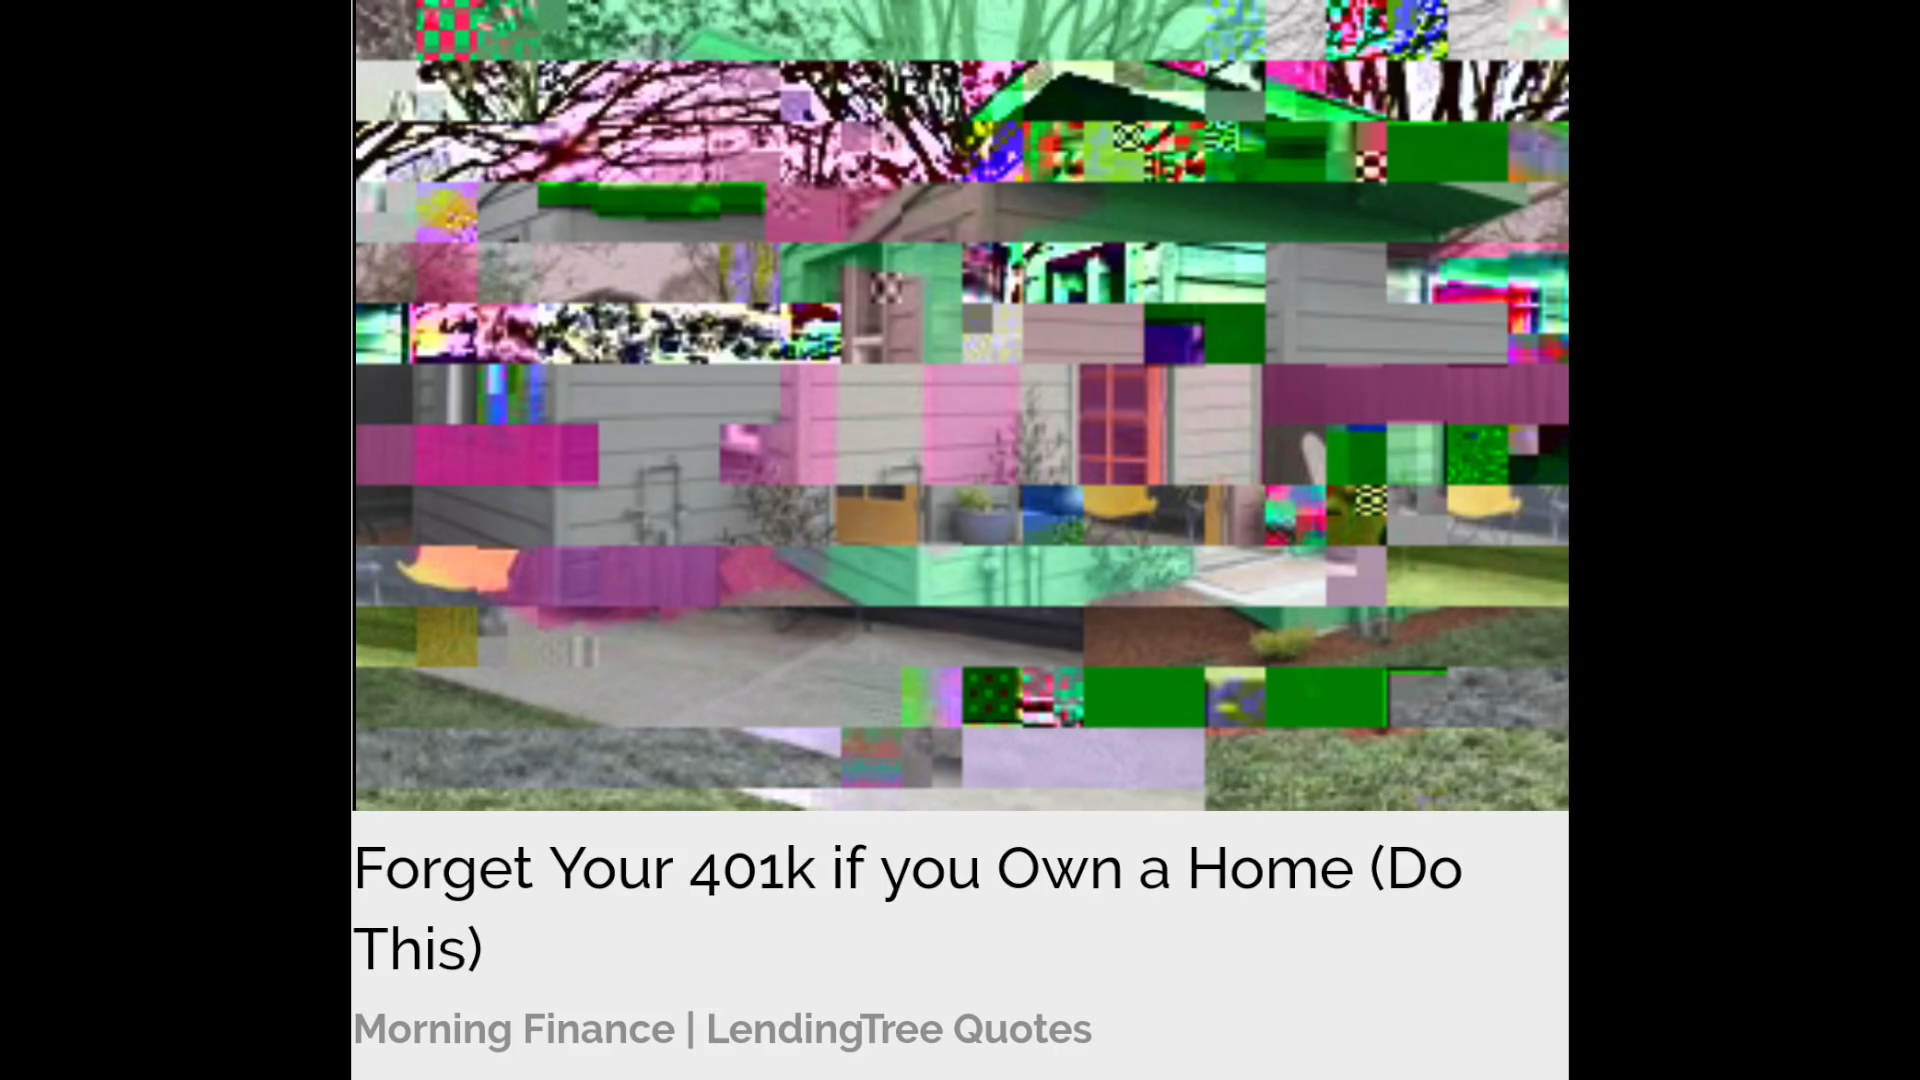 Forget Your 401k if you Own a Home (Do
This)
Morning Finance | LendingTree Quotes